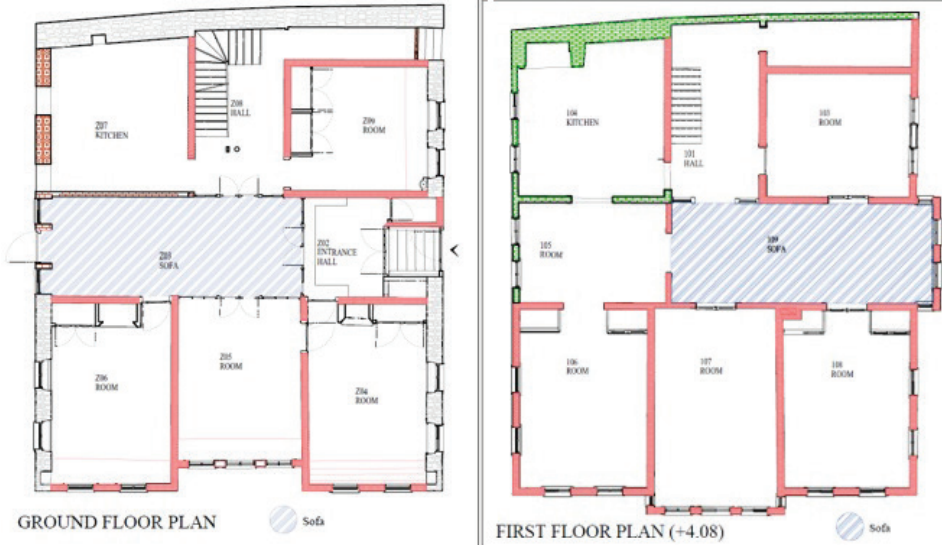 Z08
HALL
Z07
KITCHEN
Z09
ROOM
Z03
SOFA
Z02
ENTRANCE
HALL
Z06
ROOM
Z05
ROOM
Z04
ROOM
GROUND FLOOR PLAN
Sofa
104
KITCHEN
103
ROOM
101
HALL
105
ROOM
109
SOFA
106
ROOM
107
ROOM
108
ROOM
FIRST FLOOR PLAN (+4.08)
Sofa